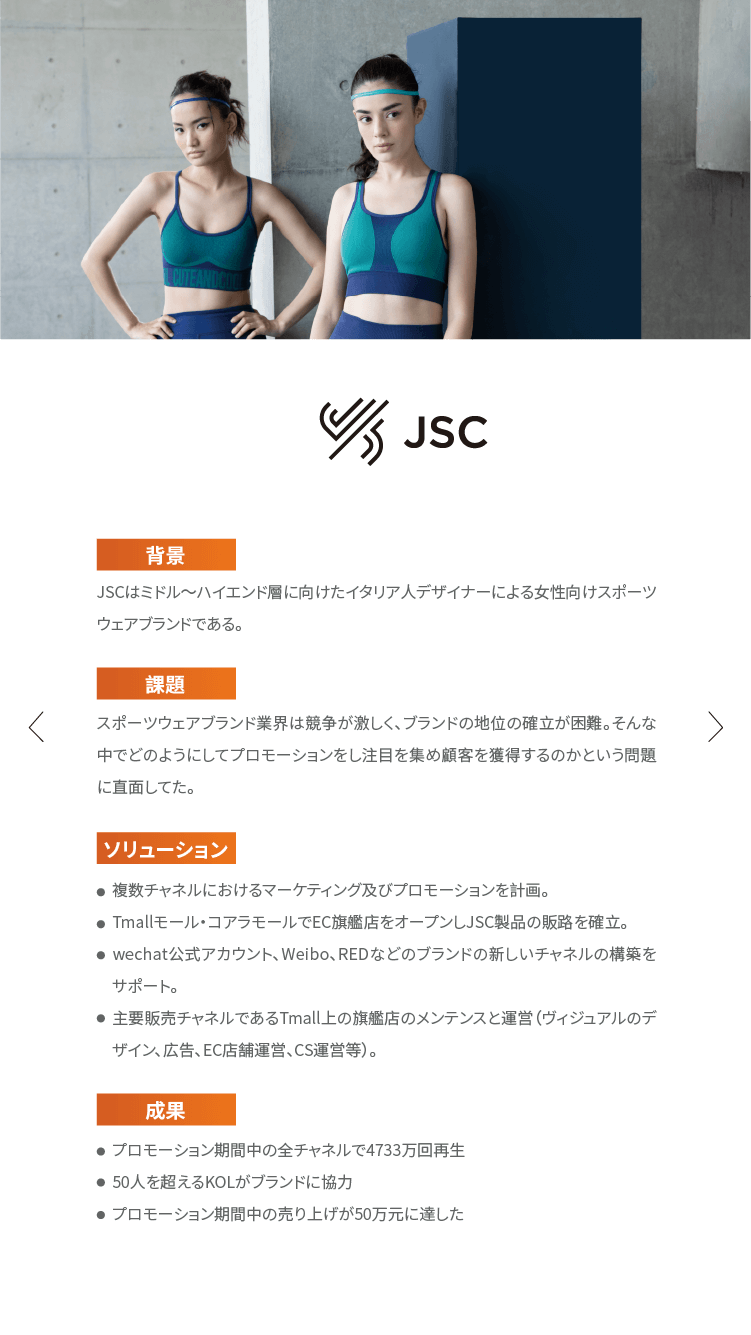 CUTEANDCOOL
JSC
背景
JSCはミドル〜ハイエンド層に向けたイタリア人デザイナーによる女性向けスポーツ
ウェアブランドである。
課題
スポーツウェアブランド業界は競争が激しく、ブランドの地位の確立が困難。そんな
中でどのようにしてプロモーションをし注目を集め顧客を獲得するのかという問題
に直面してた。
ソリューション
● 複数チャネルにおけるマーケティング及びプロモーションを計画。
● Tmallモール・コアラモールでEC旗艦店をオープンしJSC製品の販路を確立。
● wechat公式アカウント、Weibo、REDなどのブランドの新しいチャネルの構築を
サポート。
● 主要販売チャネルであるTmall上の旗艦店のメンテンスと運営（ヴィジュアルのデ
ザイン、広告、EC店舗運営、CS運営等）。
成果
● プロモーション期間中の全チャネルで4733万回再生
● 50人を超えるKOLがブランドに協力
● プロモーション期間中の売り上げが50万元に達した